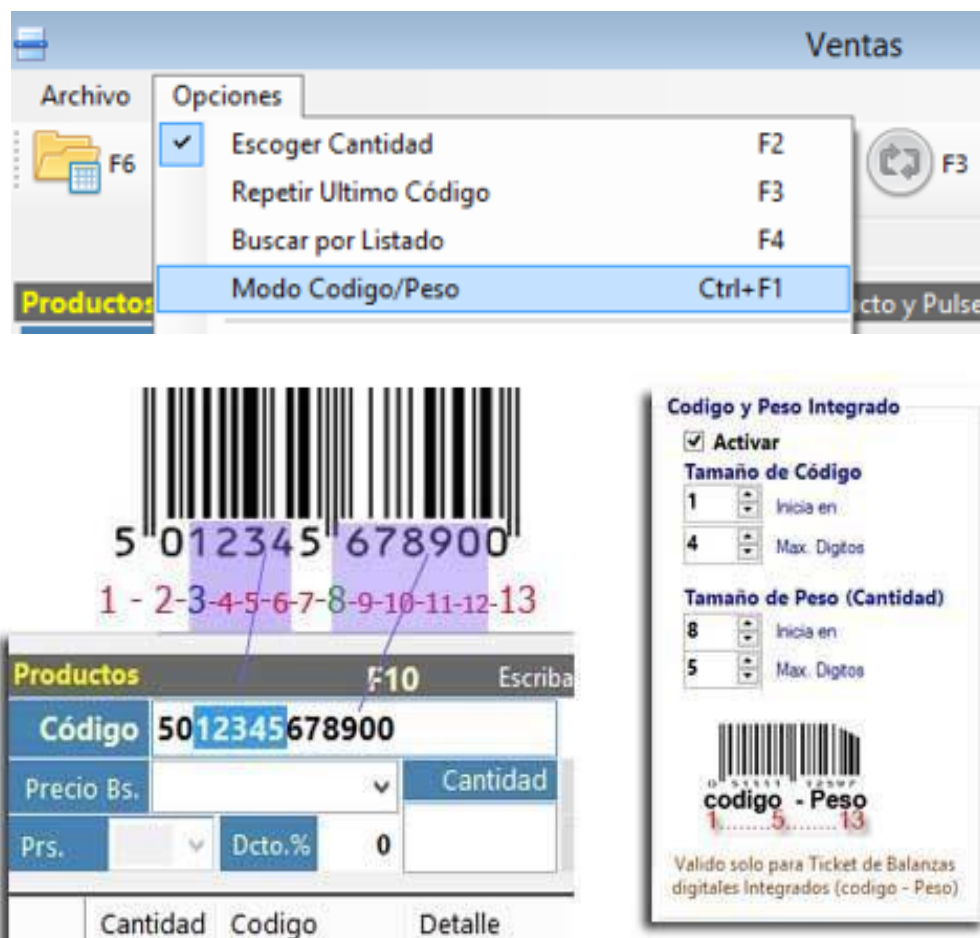 Ventas
Archivo Opciones
F6
Escoger Cantidad F2
F3
Repetir Ultimo Código F3
Buscar por Listado F4
Modo Codigo/Peso Ctrl+F1
Productos
cto y Pulse
5 012345 678900
1 - 2-3-4-5-6-7-8-9-10-11-12-13
Productos F10 Escriba
Código 5012345678900
Precio Bs. Cantidad
Prs. Dcto.% 0
Cantidad Codigo Detalle
Codigo y Peso Integrado
Activar
Tamaño de Código
1 Inicia en
4 Max. Digtos
Tamaño de Peso (Cantidad)
8 Inicia en
5 Max. Digtos
codigo - Peso
1........5........13
Valido solo para Ticket de Balanzas
digitales Integrados (codigo - Peso)